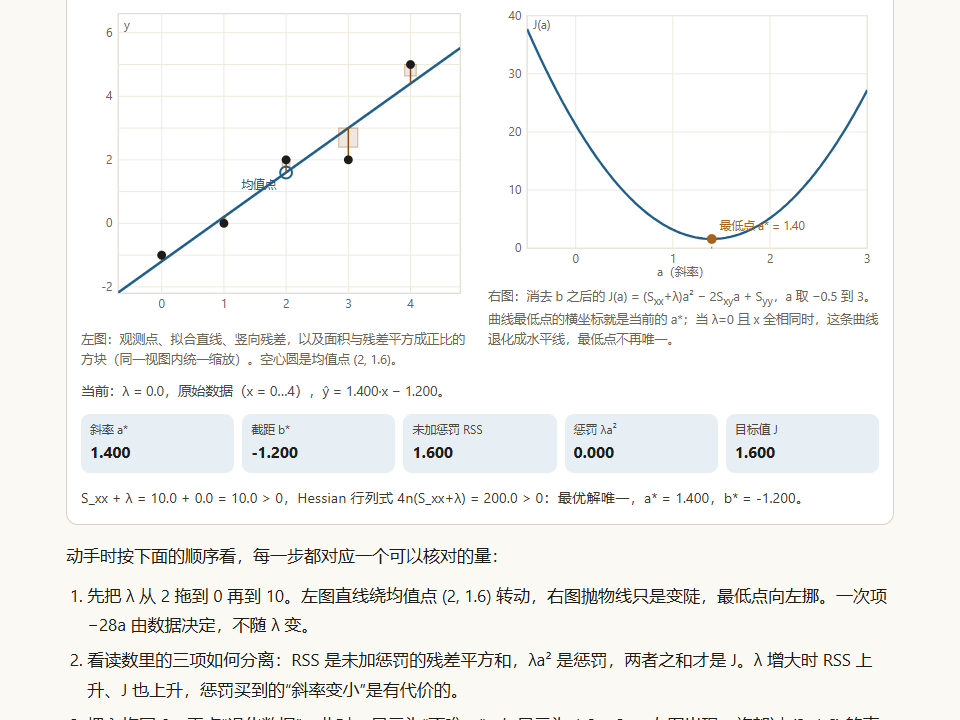 y
6
4
2
0
-2
0
1
2
3
4
均值点
J(a)
40
30
20
10
0
0
1
2
3
a（斜率）
最低点 a* = 1.40
左图：观测点、拟合直线、竖向残差，以及面积与残差平方成正比的
方块（同一视图内统一缩放）。空心圆是均值点 (2, 1.6)。
右图：消去 b 之后的 J(a) = (Sxx+λ)a² − 2Sxya + Syy，a 取 −0.5 到 3。
曲线最低点的横坐标就是当前的 a*；当 λ=0 且 x 全相同时，这条曲线
退化成水平线，最低点不再唯一。
当前：λ = 0.0，原始数据（x = 0…4），ŷ = 1.400·x − 1.200。
斜率 a*
1.400
截距 b*
-1.200
未加惩罚 RSS
1.600
惩罚 λa²
0.000
目标值 J
1.600
S_xx + λ = 10.0 + 0.0 = 10.0 > 0，Hessian 行列式 4n(S_xx+λ) = 200.0 > 0：最优解唯一，a* = 1.400，b* = -1.200。
动手时按下面的顺序看，每一步都对应一个可以核对的量：
1. 先把 λ 从 2 拖到 0 再到 10。左图直线绕均值点 (2, 1.6) 转动，右图抛物线只是变陡，最低点向左挪。一次项
−28a 由数据决定，不随 λ 变。
2. 看读数里的三项如何分离：RSS 是未加惩罚的残差平方和，λa² 是惩罚，两者之和才是 J。λ 增大时 RSS 上
升、J 也上升，惩罚买到的“斜率变小”是有代价的。